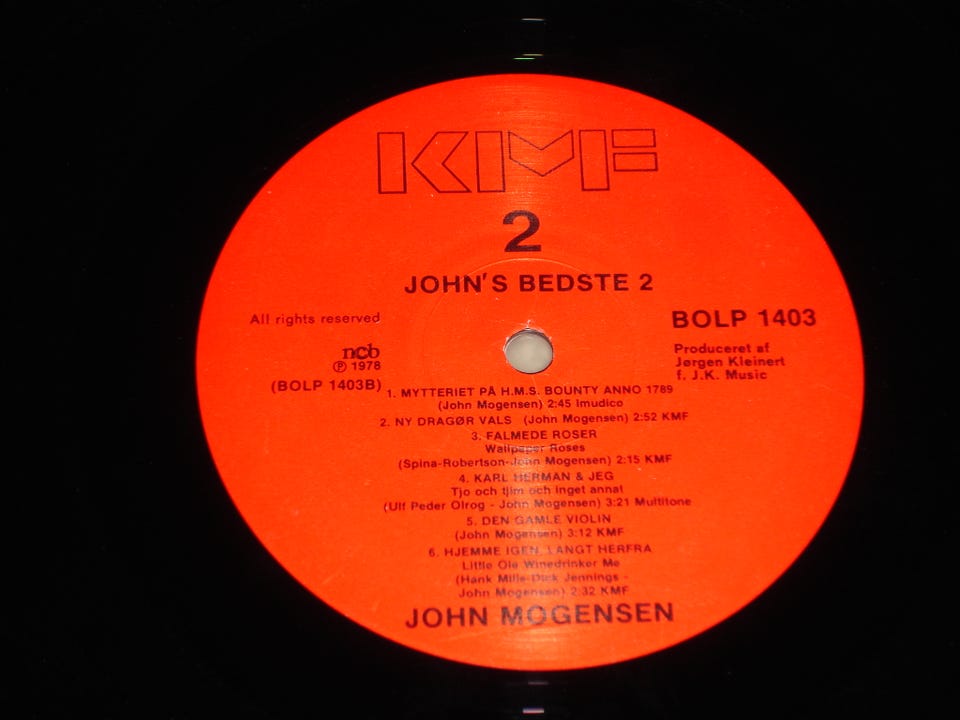 KMF
2
JOHN'S BEDSTE 2
All rights reserved
ncb
Ⓟ 1978
(BOLP 1403B)
BOLP 1403
Produceret af
Jørgen Kleinert
f. J.K. Music
1. MYTTERIET PÅ H.M.S. BOUNTY ANNO 1789
(John Mogensen) 2:45 Imudico
2. NY DRAGØR VALS (John Mogensen) 2:52 KMF
3. FALMEDE ROSER
Wallpaper Roses
(Spina-Robertson-John Mogensen) 2:15 KMF
4. KARL HERMAN & JEG
Tjo och tjim och inget annat
(Ulf Peder Olrog - John Mogensen) 3:21 Multitone
5. DEN GAMLE VIOLIN
(John Mogensen) 3:12 KMF
6. HJEMME IGEN, LANGT HERFRA
Little Ole Winedrinker Me
(Hank Mills-Dick Jennings -
John Mogensen) 2:32 KMF
JOHN MOGENSEN